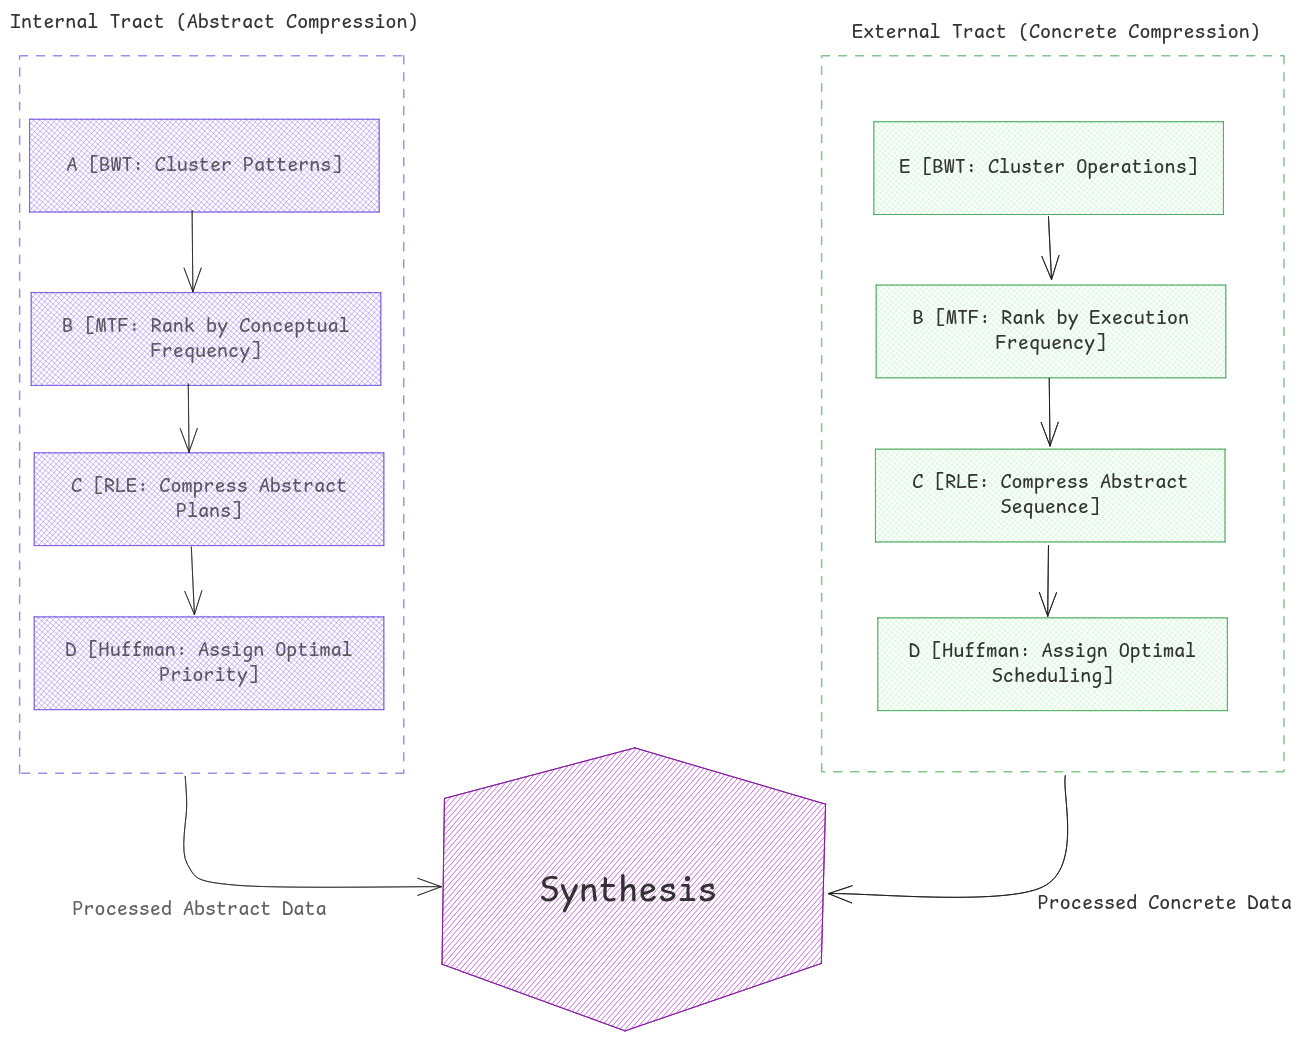 Internal Tract (Abstract Compression)
A [BWT: Cluster Patterns]
B [MTF: Rank by Conceptual
Frequency]
C [RLE: Compress Abstract
Plans]
D [Huffman: Assign Optimal
Priority]
Processed Abstract Data
External Tract (Concrete Compression)
E [BWT: Cluster Operations]
B [MTF: Rank by Execution
Frequency]
C [RLE: Compress Abstract
Sequence]
D [Huffman: Assign Optimal
Scheduling]
Processed Concrete Data
Synthesis